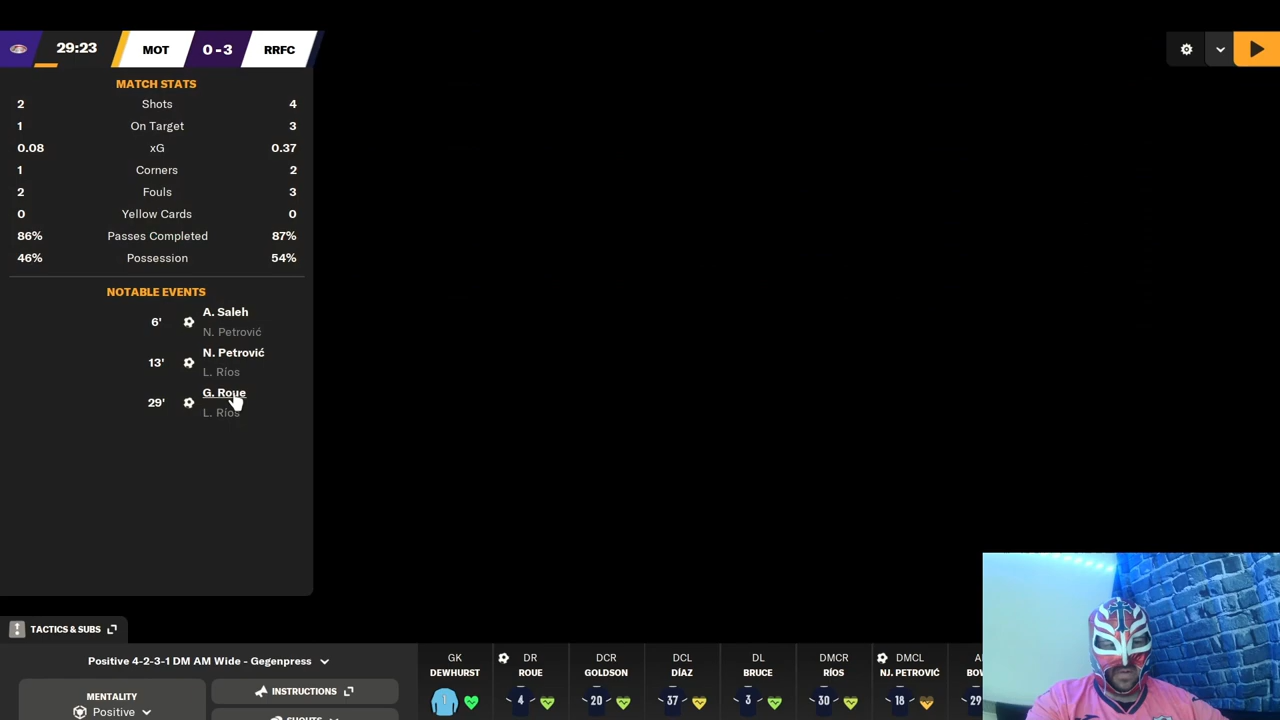 29:23 MOT 0 - 3 RRFC
MATCH STATS
2 Shots 4
1 On Target 3
0.08 xG 0.37
1 Corners 2
2 Fouls 3
0 Yellow Cards 0
86% Passes Completed 87%
46% Possession 54%
NOTABLE EVENTS
6' A. Saleh
N. Petrović
13' N. Petrović
L. Ríos
29' G. Roue
L. Ríos
TACTICS & SUBS
Positive 4-2-3-1 DM AM Wide - Gegenpress
MENTALITY
Positive
INSTRUCTIONS
SHOUTS
GK DR DCR DCL DL DMCR DMCL
DEWHURST ROUE GOLDSON DÍAZ BRUCE RÍOS NJ. PETROVIĆ
1 4 20 37 3 30 18 29